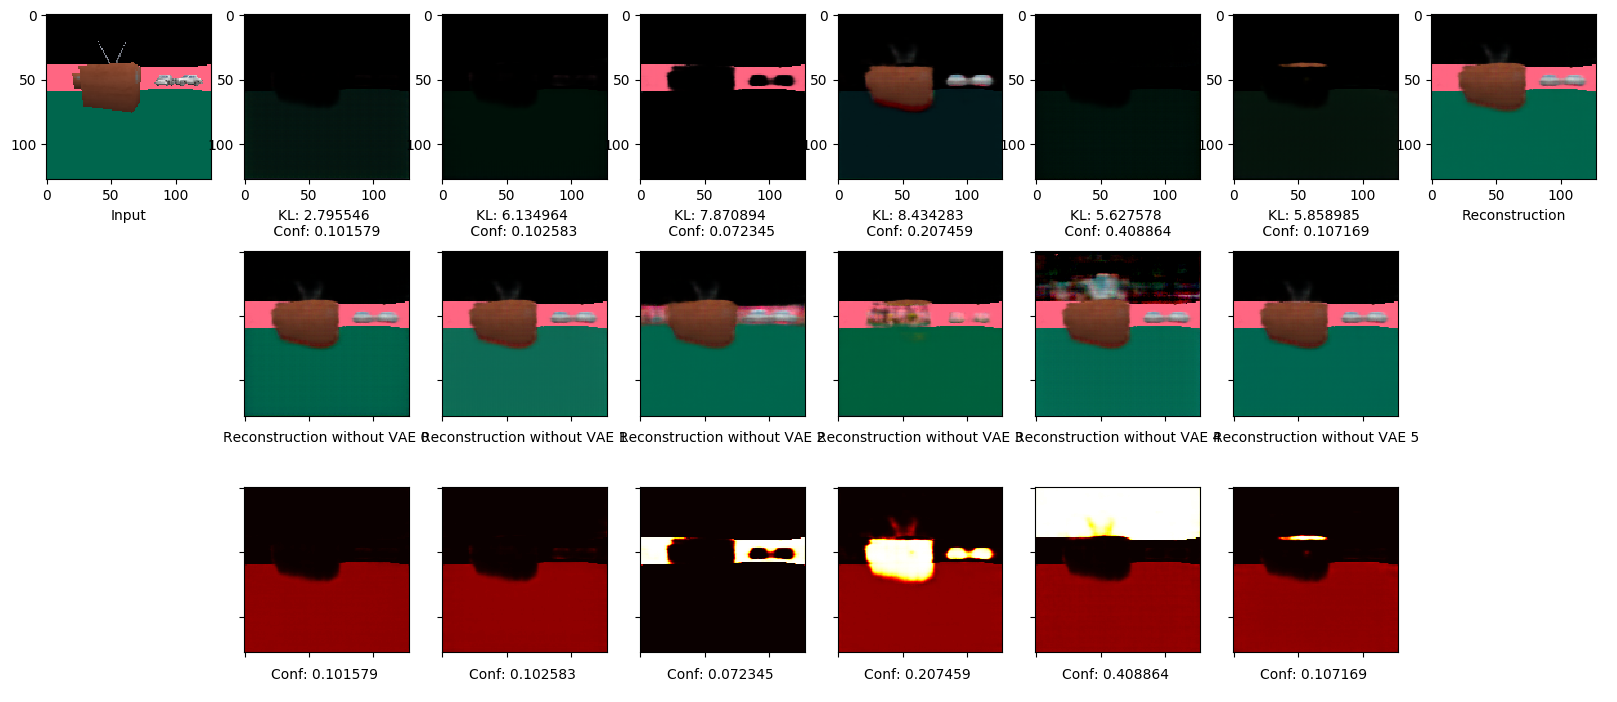 0
50
100
0 50 100
Input
0
50
100
0 50 100
KL: 2.795546
Conf: 0.101579
0
50
100
0 50 100
KL: 6.134964
Conf: 0.102583
0
50
100
0 50 100
KL: 7.870894
Conf: 0.072345
0
50
100
0 50 100
KL: 8.434283
Conf: 0.207459
0
50
100
0 50 100
KL: 5.627578
Conf: 0.408864
0
50
100
0 50 100
KL: 5.858985
Conf: 0.107169
0
50
100
0 50 100
Reconstruction
Reconstruction without VAE 0
Reconstruction without VAE 1
Reconstruction without VAE 2
Reconstruction without VAE 3
Reconstruction without VAE 4
Reconstruction without VAE 5
Conf: 0.101579
Conf: 0.102583
Conf: 0.072345
Conf: 0.207459
Conf: 0.408864
Conf: 0.107169